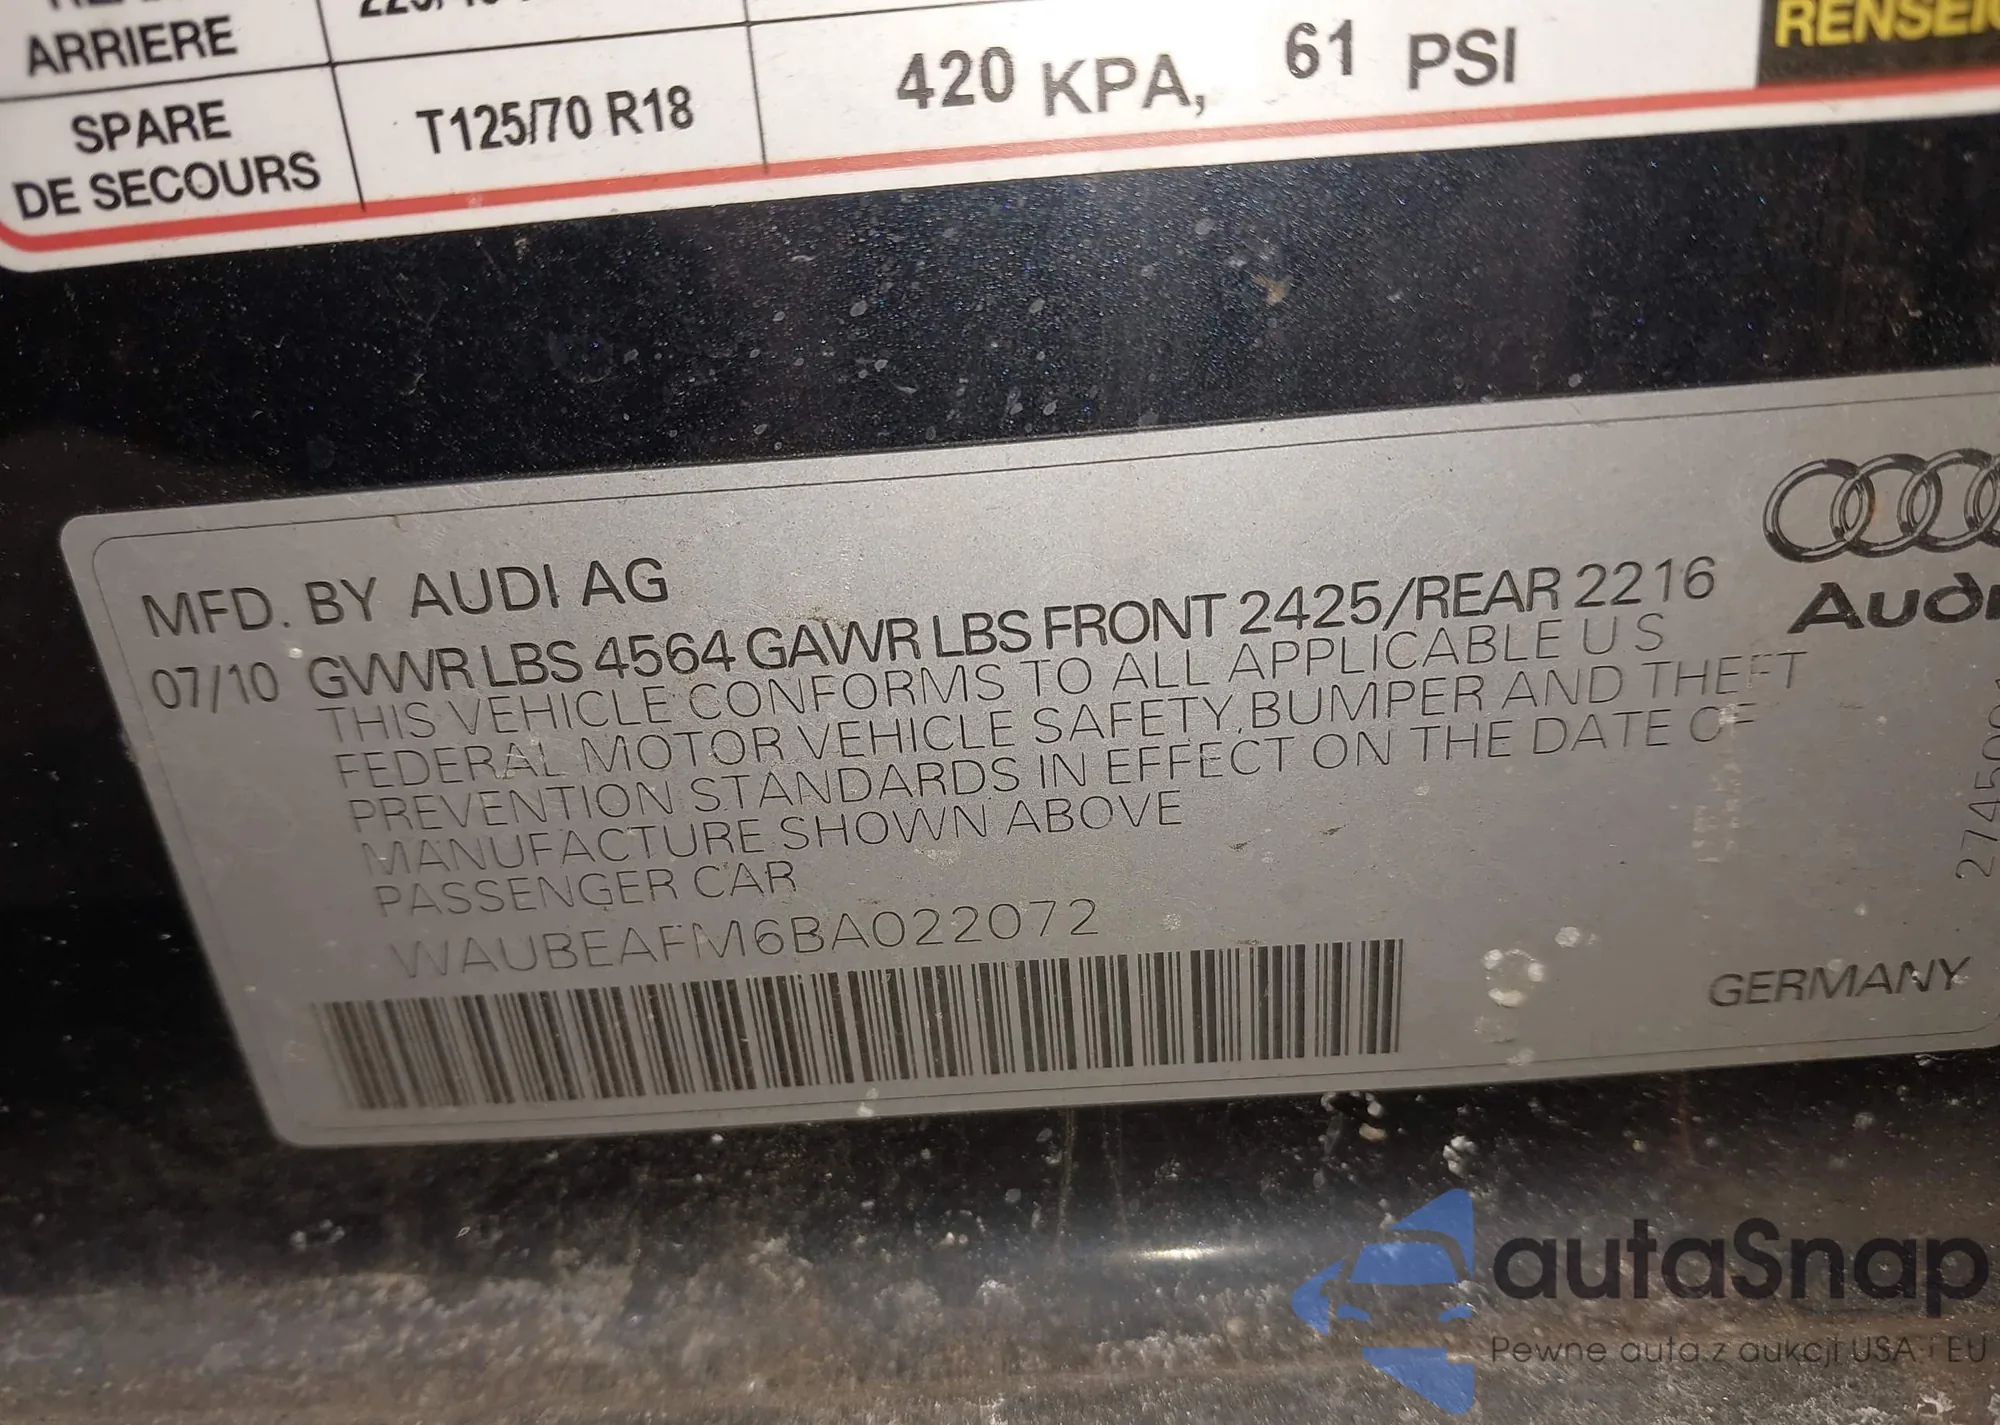 ARRIERE
SPARE
DE SECOURS
T125/70 R18
420 KPA, 61 PSI
MFD. BY AUDI AG
07/10 GVWR LBS 4564 GAWR LBS FRONT 2425/REAR 2216
THIS VEHICLE CONFORMS TO ALL APPLICABLE U S
FEDERAL MOTOR VEHICLE SAFETY, BUMPER AND THEFT
PREVENTION STANDARDS IN EFFECT ON THE DATE OF
MANUFACTURE SHOWN ABOVE
PASSENGER CAR
WAUBEAFM6BA022072
Audi
GERMANY
autaSnap
Pewne auta z aukcji USA i EU